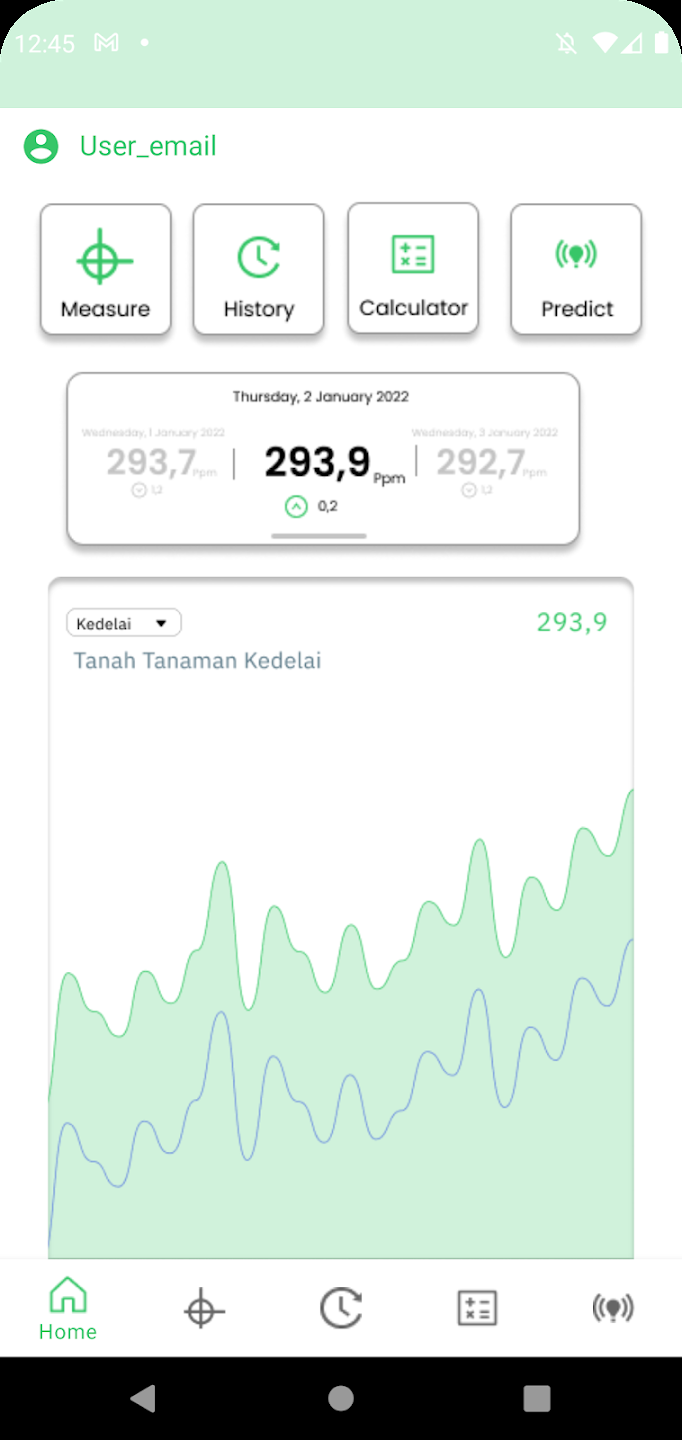 12:45
User_email
Measure
History
Calculator
Predict
Thursday, 2 January 2022
Wednesday, 1 January 2022
Wednesday, 3 January 2022
293,7 Ppm
293,9 Ppm
292,7 Ppm
1,2
0,2
1,2
Kedelai
293,9
Tanah Tanaman Kedelai
Home